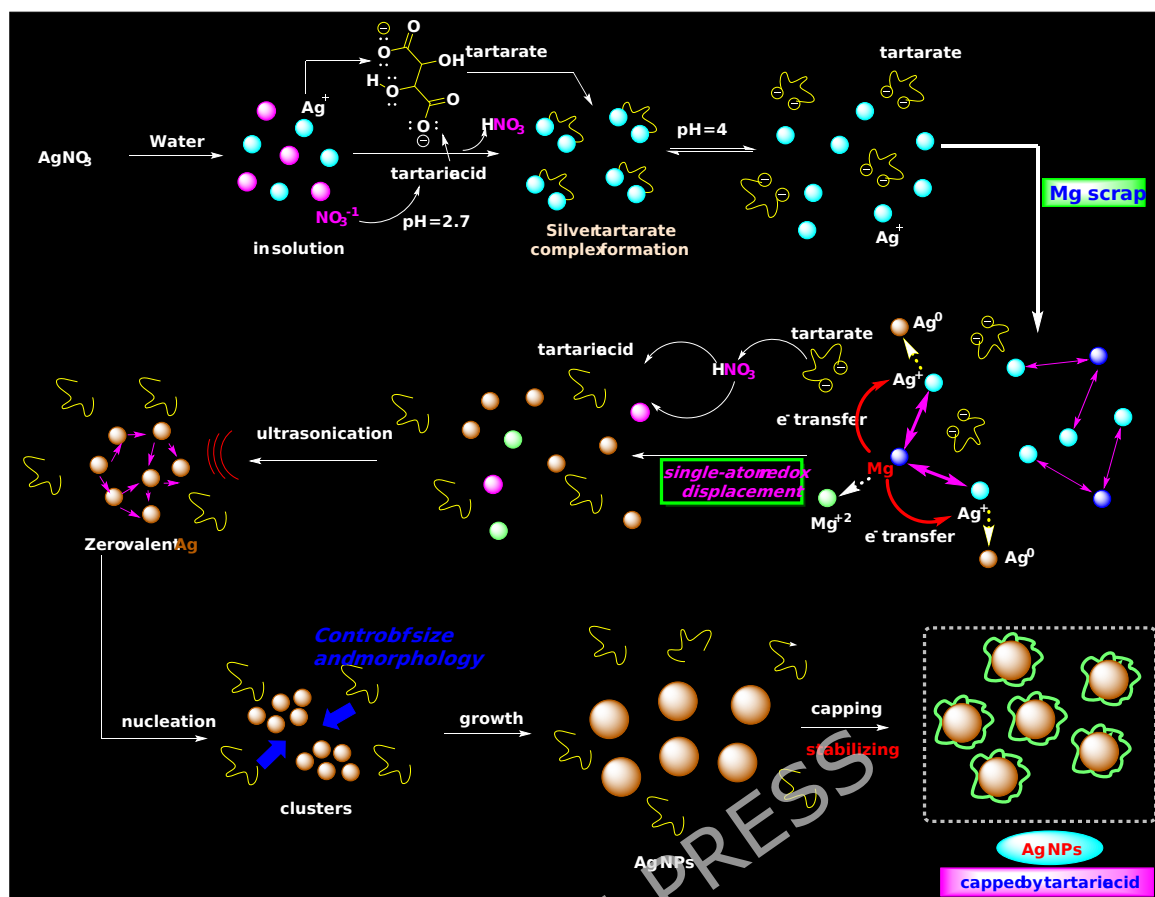 AgNO3
Water
Ag+
NO3-1
in solution
O
O
OH
H
O
O
O
tartarate
HNO3
tartaric acid
pH=2.7
Silver tartarate
complex formation
pH=4
tartarate
Ag+
Mg scrap
Ag0
Ag+
e- transfer
Mg
Mg+2
e- transfer
Ag+
Ag0
tartarate
HNO3
tartaric acid
single-atom redox
displacement
ultrasonication
Zero valent Ag
nucleation
Control of size
and morphology
clusters
growth
AgNPs
capping
stabilizing
AgNPs
capped by tartaric acid
PRESS